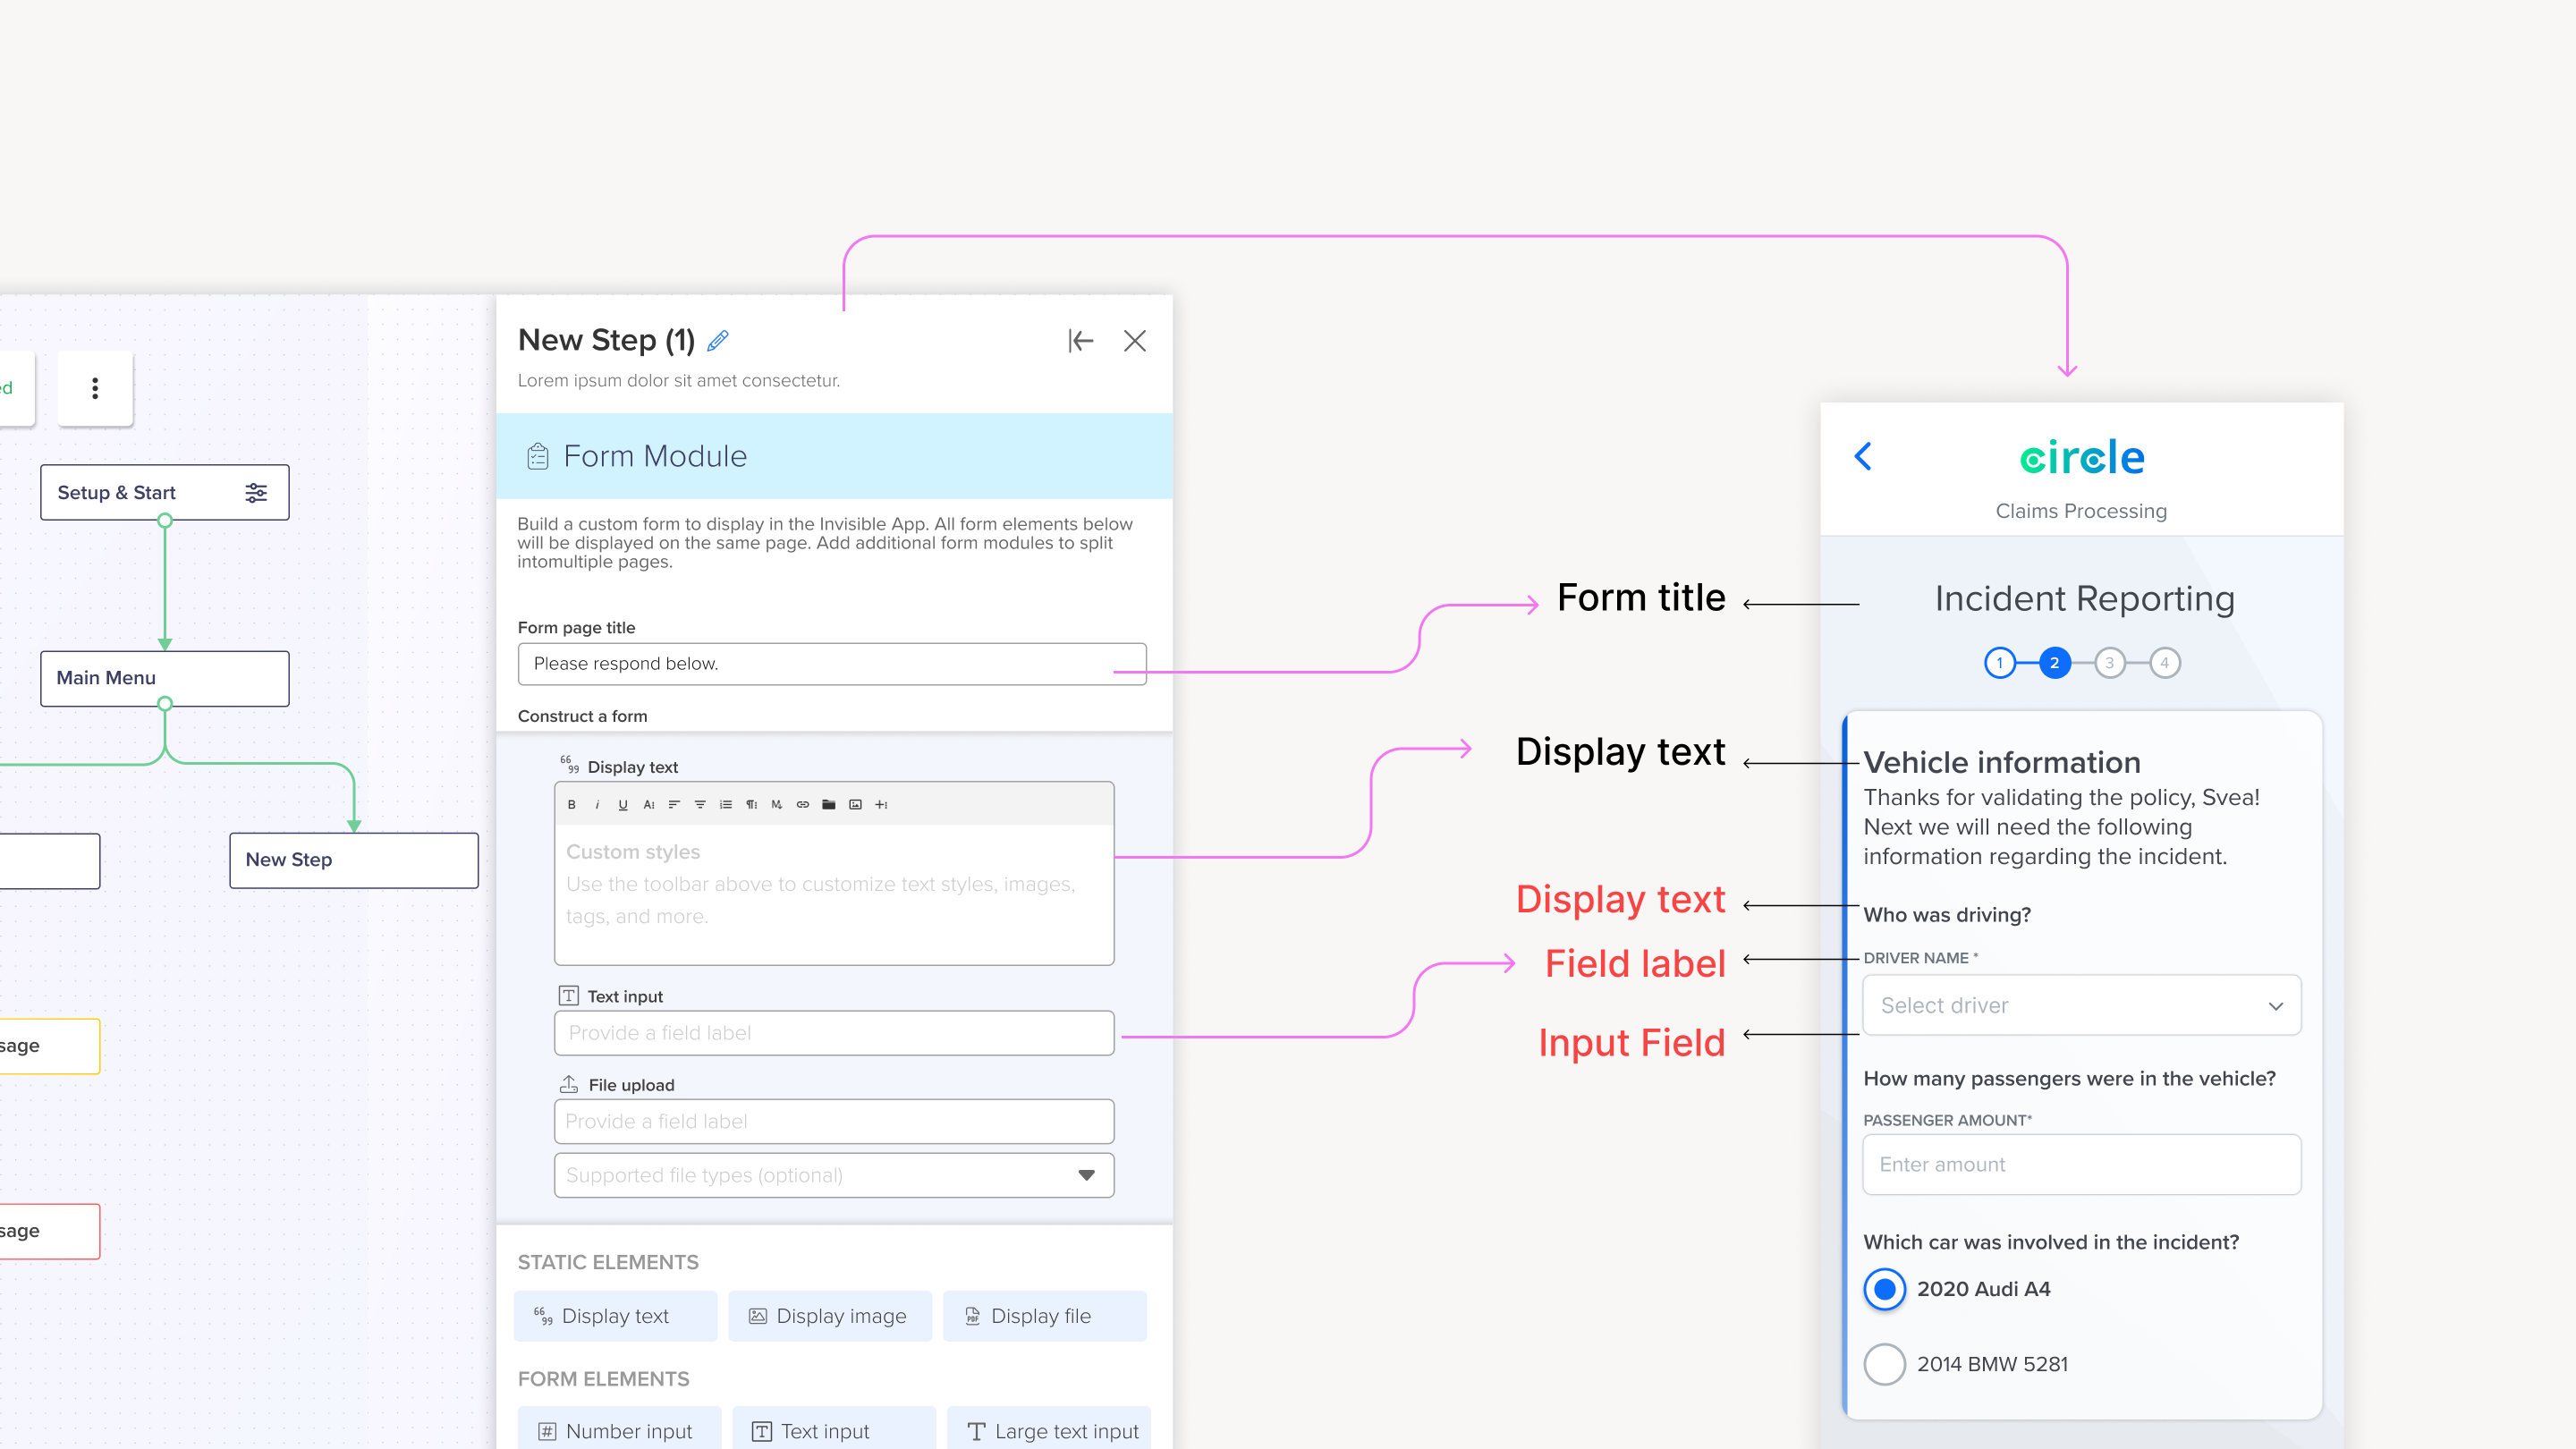 ed
Setup & Start
Main Menu
New Step
sage
sage
New Step (1)
Lorem ipsum dolor sit amet consectetur.
Form Module
Build a custom form to display in the Invisible App. All form elements below
will be displayed on the same page. Add additional form modules to split
intomultiple pages.
Form page title
Please respond below.
Construct a form
66 99 Display text
B i U A M
Custom styles
Use the toolbar above to customize text styles, images,
tags, and more.
T Text input
Provide a field label
File upload
Provide a field label
Supported file types (optional)
STATIC ELEMENTS
66 99 Display text
Display image
PDF Display file
FORM ELEMENTS
# Number input
T Text input
T Large text input
Form title
Display text
Display text
Field label
Input Field
circle
Claims Processing
Incident Reporting
1 2 3 4
Vehicle information
Thanks for validating the policy, Svea!
Next we will need the following
information regarding the incident.
Who was driving?
DRIVER NAME *
Select driver
How many passengers were in the vehicle?
PASSENGER AMOUNT*
Enter amount
Which car was involved in the incident?
2020 Audi A4
2014 BMW 5281